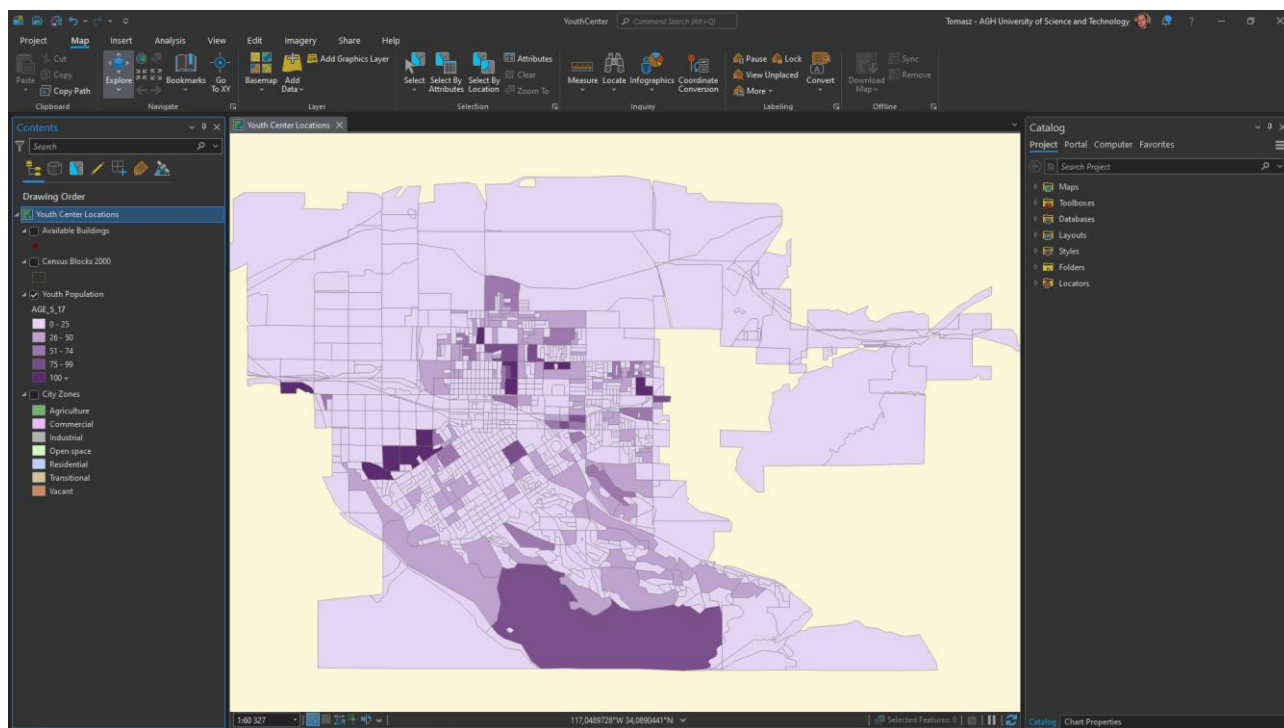 YouthCenter
Command Search (Alt+Q)
Tomasz - AGH University of Science and Technology
?
Project Map Insert Analysis View Edit Imagery Share Help
Paste
Cut
Copy
Copy Path
Clipboard
Explore
Bookmarks
Go To XY
Navigate
Basemap
Add Data
Add Graphics Layer
Layer
Select
Select By Attributes
Select By Location
Attributes
Clear
Zoom To
Selection
Measure
Locate
Infographics
Coordinate Conversion
Inquiry
Pause
Lock
View Unplaced
More
Convert
Labeling
Download Map
Sync
Remove
Offline
Contents
Search
Drawing Order
Youth Center Locations
Available Buildings
Census Blocks 2000
Youth Population
AGE_5_17
0 - 25
26 - 50
51 - 74
75 - 99
100 +
City Zones
Agriculture
Commercial
Industrial
Open space
Residential
Transitional
Vacant
Youth Center Locations
1:60 327
117,0489728°W 34,0890441°N
Selected Features: 0
Catalog
Project Portal Computer Favorites
Search Project
Maps
Toolboxes
Databases
Layouts
Styles
Folders
Locators
Catalog Chart Properties